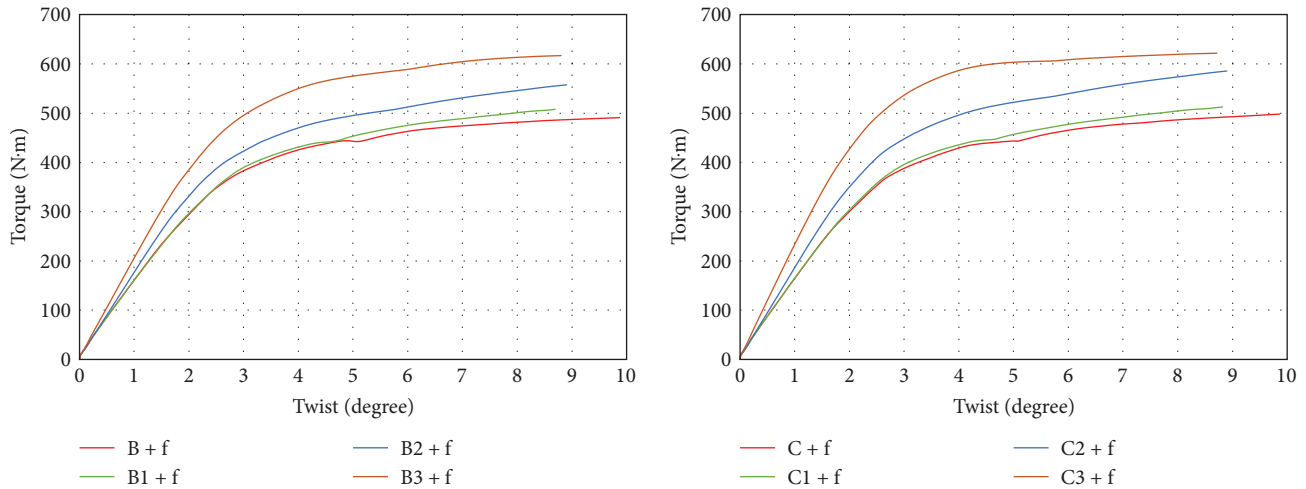 700
600
500
400
300
200
100
0
Torque (N·m)
0 1 2 3 4 5 6 7 8 9 10
Twist (degree)
B + f
B2 + f
B1 + f
B3 + f
700
600
500
400
300
200
100
0
Torque (N·m)
0 1 2 3 4 5 6 7 8 9 10
Twist (degree)
C + f
C2 + f
C1 + f
C3 + f